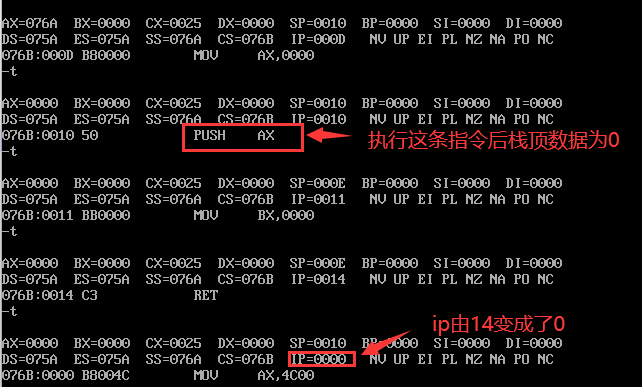 AX=076A BX=0000 CX=0025 DX=0000 SP=0010 BP=0000 SI=0000 DI=0000
DS=075A ES=075A SS=076A CS=076B IP=000D NV UP EI PL NZ NA PO NC
076B:000D B80000 MOV AX,0000
-t
AX=0000 BX=0000 CX=0025 DX=0000 SP=0010 BP=0000 SI=0000 DI=0000
DS=075A ES=075A SS=076A CS=076B IP=0010 NV UP EI PL NZ NA PO NC
076B:0010 50 PUSH AX
执行这条指令后栈顶数据为0
-t
AX=0000 BX=0000 CX=0025 DX=0000 SP=000E BP=0000 SI=0000 DI=0000
DS=075A ES=075A SS=076A CS=076B IP=0011 NV UP EI PL NZ NA PO NC
076B:0011 BB0000 MOV BX,0000
-t
AX=0000 BX=0000 CX=0025 DX=0000 SP=000E BP=0000 SI=0000 DI=0000
DS=075A ES=075A SS=076A CS=076B IP=0014 NV UP EI PL NZ NA PO NC
076B:0014 C3 RET
-t
ip由14变成了0
AX=0000 BX=0000 CX=0025 DX=0000 SP=0010 BP=0000 SI=0000 DI=0000
DS=075A ES=075A SS=076A CS=076B IP=0000 NV UP EI PL NZ NA PO NC
076B:0000 B8004C MOV AX,4C00